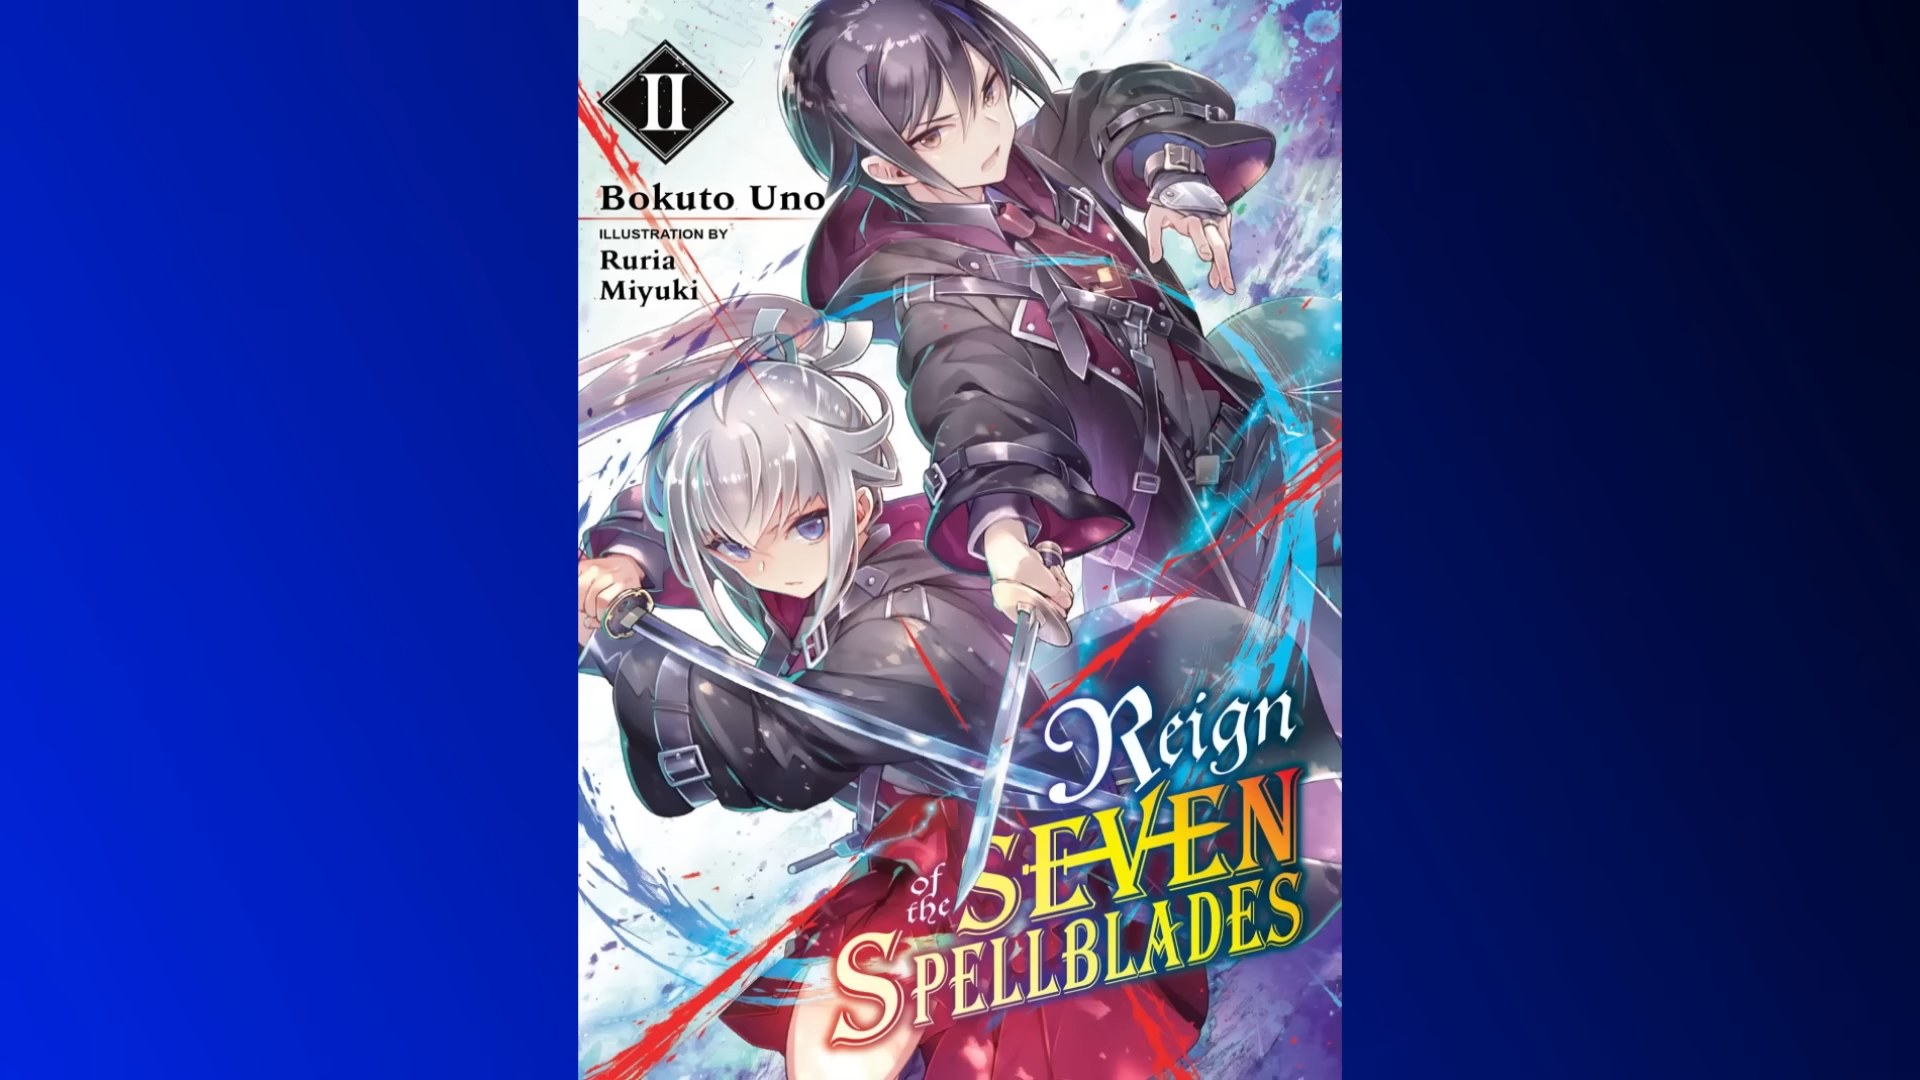 II
Bokuto Uno
ILLUSTRATION BY
Ruria
Miyuki
Reign
of
the
SEVEN
SPELLBLADES